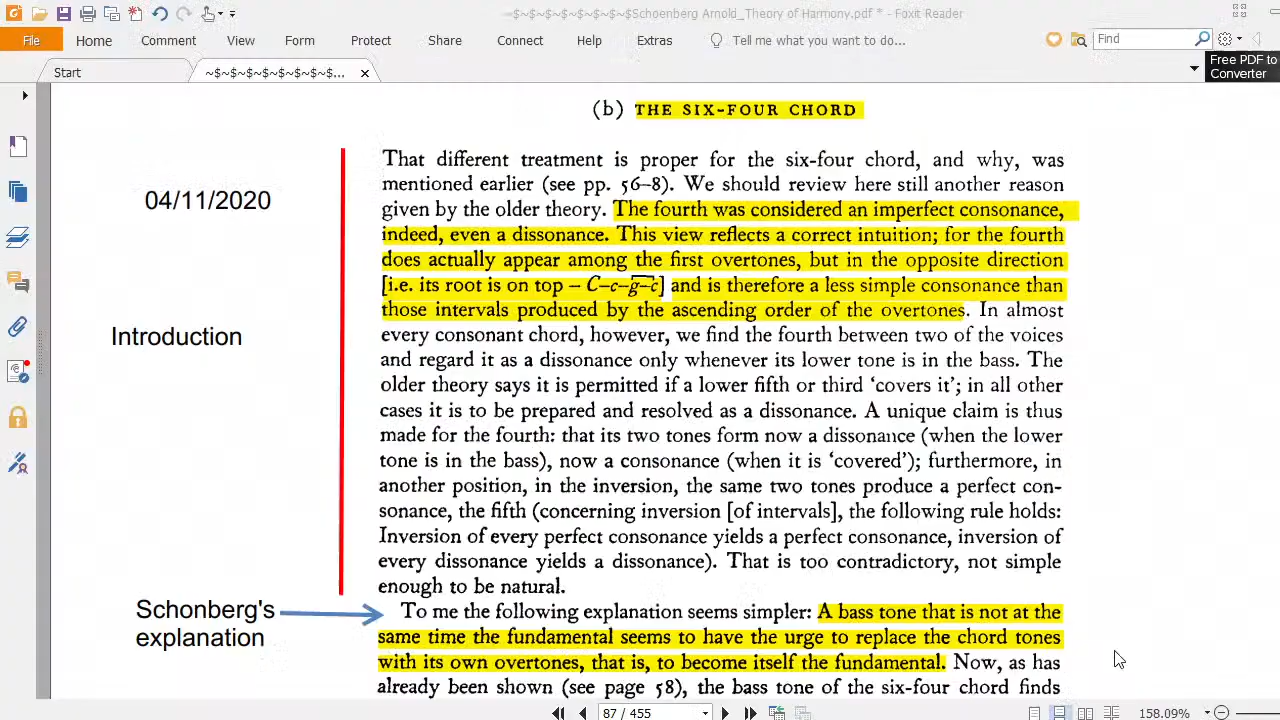 ~$~$~$~$~$~$~$~$Schoenberg Arnold_Theory of Harmony.pdf * - Foxit Reader
File Home Comment View Form Protect Share Connect Help Extras Tell me what you want to do... Find
Start ~$~$~$~$~$~$~$~$... Free PDF to
Converter
(b) THE SIX-FOUR CHORD
That different treatment is proper for the six-four chord, and why, was
mentioned earlier (see pp. 56–8). We should review here still another reason
given by the older theory. The fourth was considered an imperfect consonance,
indeed, even a dissonance. This view reflects a correct intuition; for the fourth
does actually appear among the first overtones, but in the opposite direction
[i.e. its root is on top – C–c–g–c] and is therefore a less simple consonance than
those intervals produced by the ascending order of the overtones. In almost
every consonant chord, however, we find the fourth between two of the voices
and regard it as a dissonance only whenever its lower tone is in the bass. The
older theory says it is permitted if a lower fifth or third ‘covers it’; in all other
cases it is to be prepared and resolved as a dissonance. A unique claim is thus
made for the fourth: that its two tones form now a dissonance (when the lower
tone is in the bass), now a consonance (when it is ‘covered’); furthermore, in
another position, in the inversion, the same two tones produce a perfect con-
sonance, the fifth (concerning inversion [of intervals], the following rule holds:
Inversion of every perfect consonance yields a perfect consonance, inversion of
every dissonance yields a dissonance). That is too contradictory, not simple
enough to be natural.
To me the following explanation seems simpler: A bass tone that is not at the
same time the fundamental seems to have the urge to replace the chord tones
with its own overtones, that is, to become itself the fundamental. Now, as has
already been shown (see page 58), the bass tone of the six-four chord finds
04/11/2020
Introduction
Schonberg's
explanation
87 / 455 158.09%